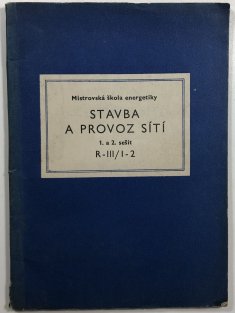 Mistrovská škola energetiky
STAVBA
A PROVOZ SÍTÍ
1. a 2. sešit
R-III/1-2